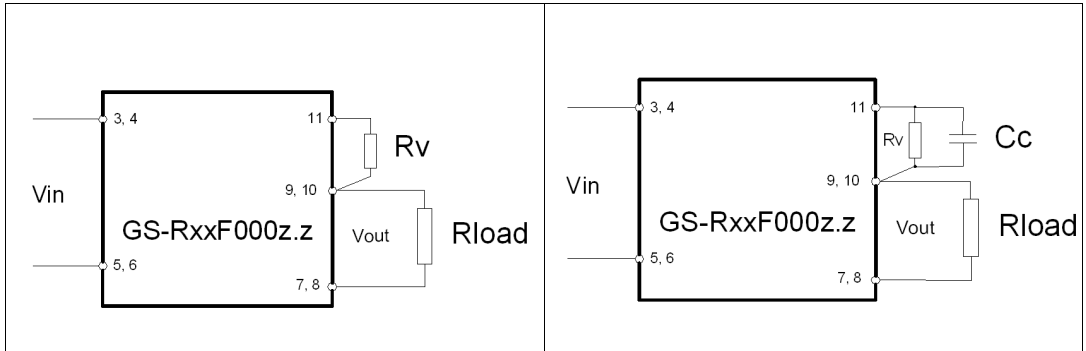 3, 4
11
Rv
9, 10
Vin
GS-RxxF000z.z
Vout
Rload
5, 6
7, 8
3, 4
11
Rv
Cc
9, 10
Vin
GS-RxxF000z.z
Vout
Rload
5, 6
7, 8